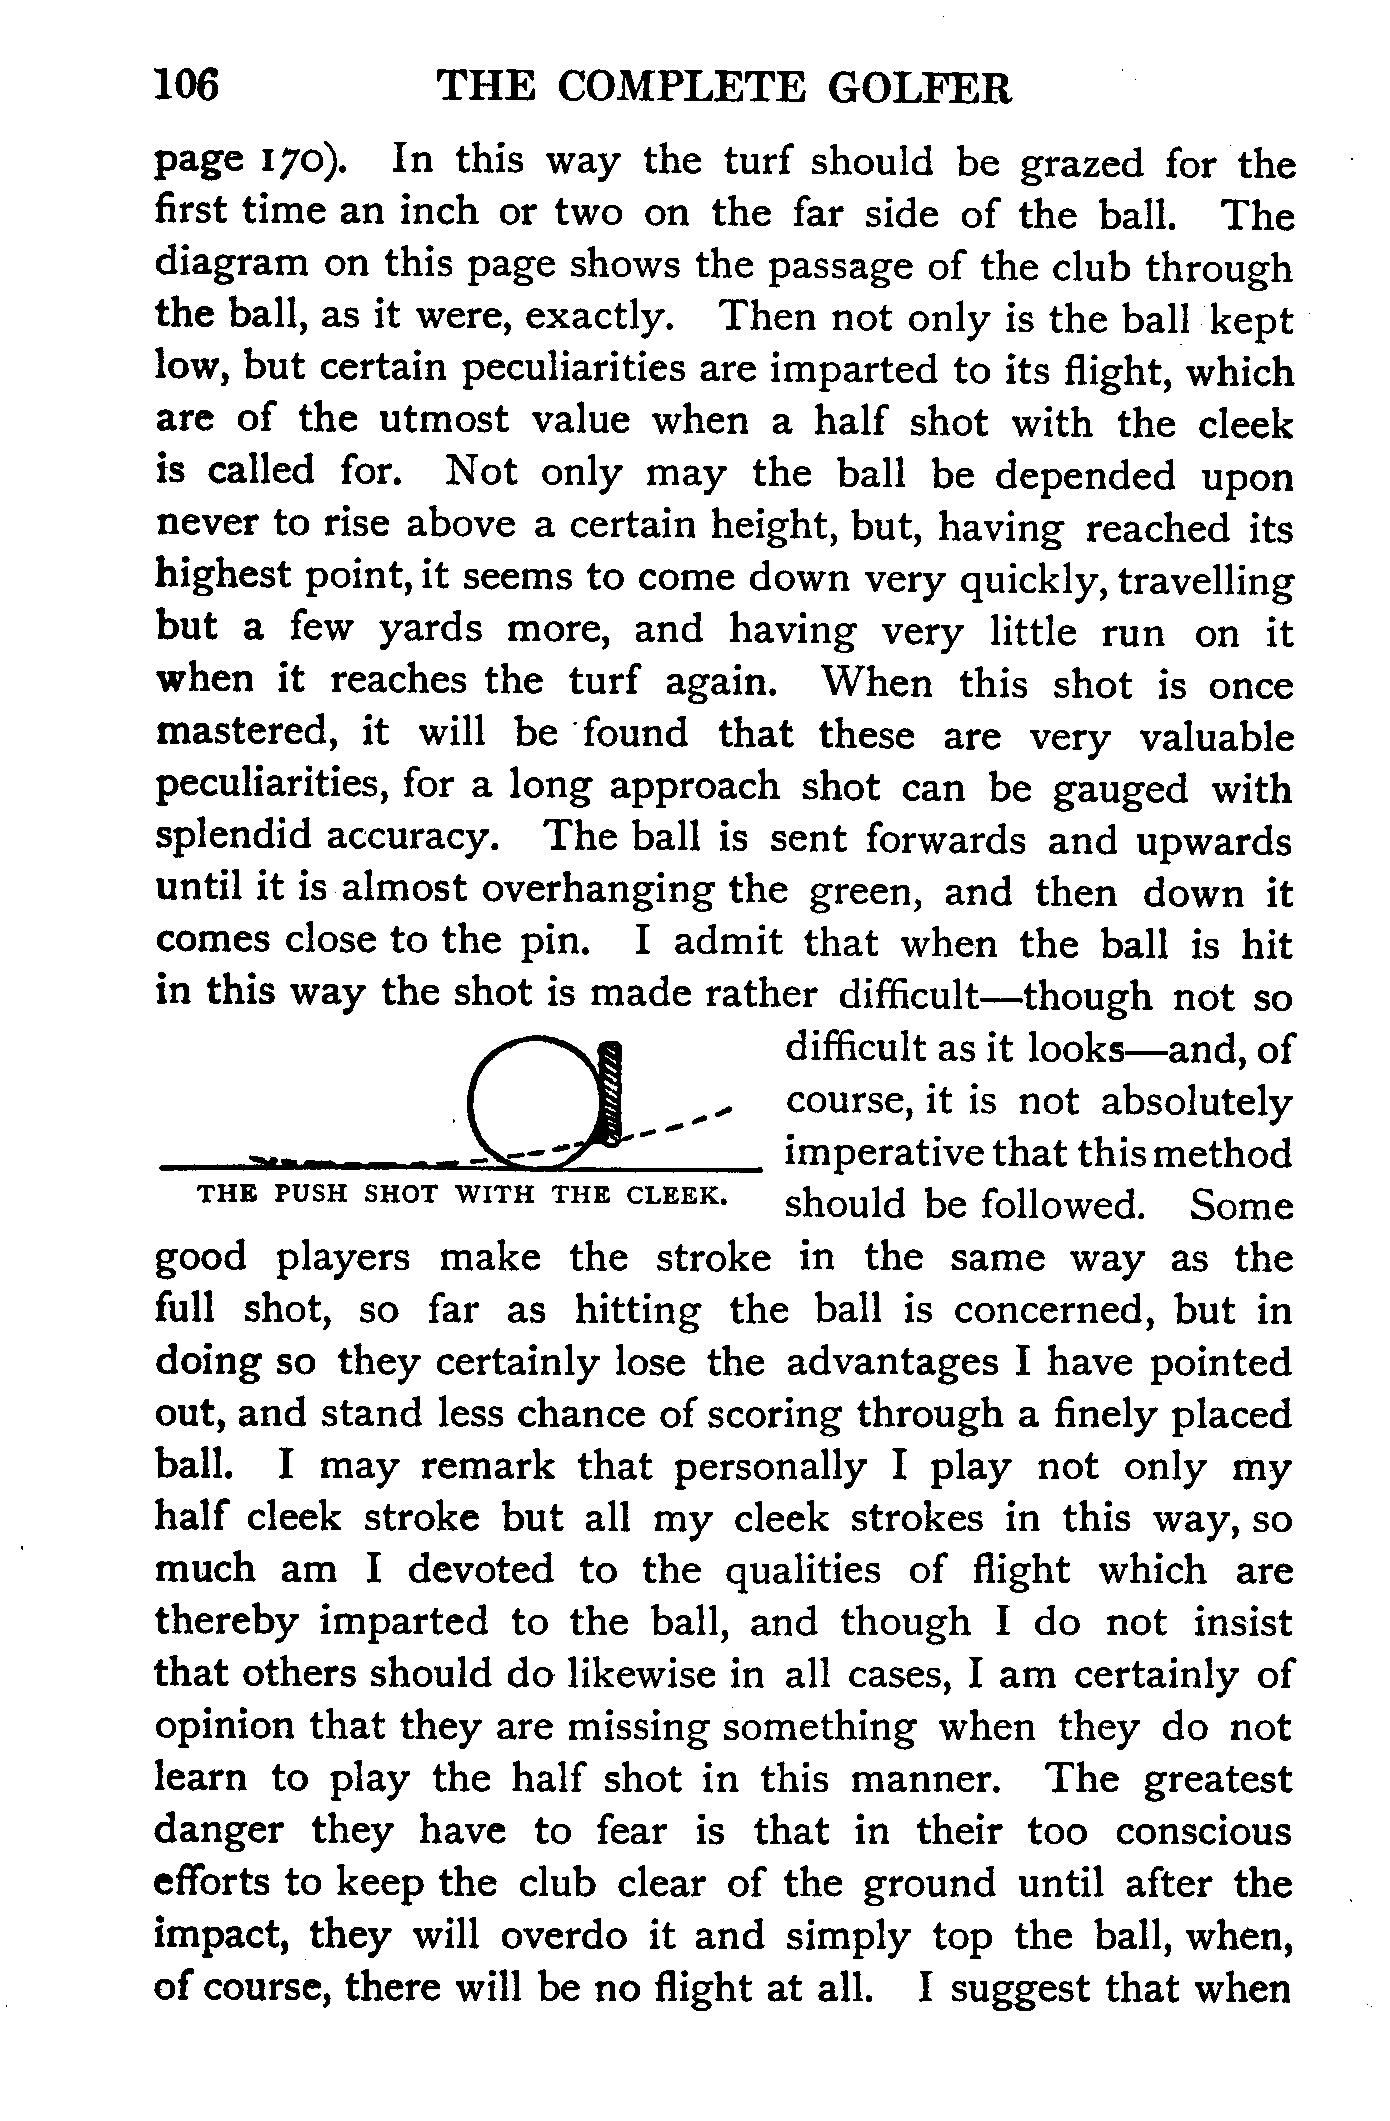 106 THE COMPLETE GOLFER
page 170). In this way the turf should be grazed for the
first time an inch or two on the far side of the ball. The
diagram on this page shows the passage of the club through
the ball, as it were, exactly. Then not only is the ball kept
low, but certain peculiarities are imparted to its flight, which
are of the utmost value when a half shot with the cleek
is called for. Not only may the ball be depended upon
never to rise above a certain height, but, having reached its
highest point, it seems to come down very quickly, travelling
but a few yards more, and having very little run on it
when it reaches the turf again. When this shot is once
mastered, it will be found that these are very valuable
peculiarities, for a long approach shot can be gauged with
splendid accuracy. The ball is sent forwards and upwards
until it is almost overhanging the green, and then down it
comes close to the pin. I admit that when the ball is hit
in this way the shot is made rather difficult—though not so
difficult as it looks—and, of
course, it is not absolutely
imperative that this method
should be followed. Some
THE PUSH SHOT WITH THE CLEEK.
good players make the stroke in the same way as the
full shot, so far as hitting the ball is concerned, but in
doing so they certainly lose the advantages I have pointed
out, and stand less chance of scoring through a finely placed
ball. I may remark that personally I play not only my
half cleek stroke but all my cleek strokes in this way, so
much am I devoted to the qualities of flight which are
thereby imparted to the ball, and though I do not insist
that others should do likewise in all cases, I am certainly of
opinion that they are missing something when they do not
learn to play the half shot in this manner. The greatest
danger they have to fear is that in their too conscious
efforts to keep the club clear of the ground until after the
impact, they will overdo it and simply top the ball, when,
of course, there will be no flight at all. I suggest that when